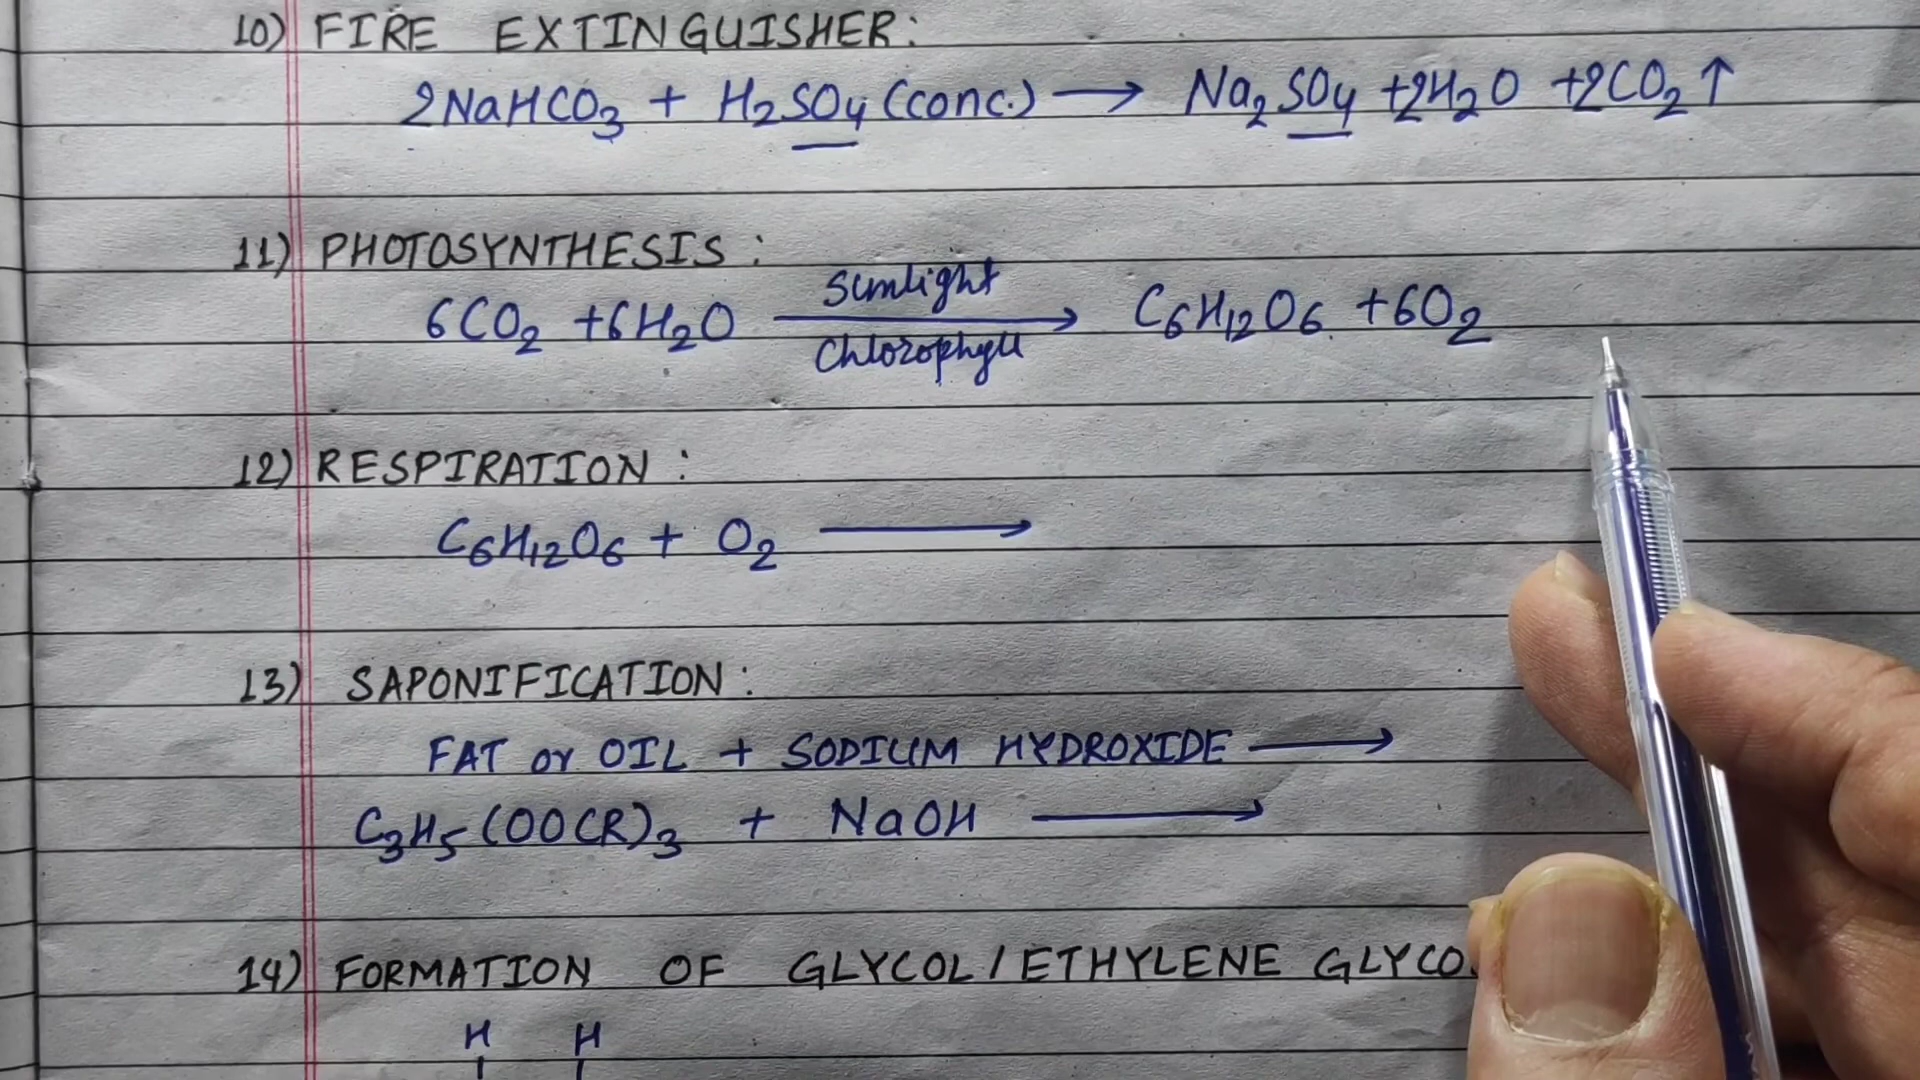 10) FIRE EXTINGUISHER:
2NaHCO₃ + H₂SO₄ (conc.) → Na₂SO₄ +2H₂O +2CO₂↑
11) PHOTOSYNTHESIS:
Sunlight
6CO₂ +6H₂O → C₆H₁₂O₆ +6O₂
Chlorophyll
12) RESPIRATION:
C₆H₁₂O₆ + O₂ →
13) SAPONIFICATION:
FAT or OIL + SODIUM HYDROXIDE →
C₃H₅(OOCR)₃ + NaOH →
14) FORMATION OF GLYCOL/ETHYLENE GLYCO
H H